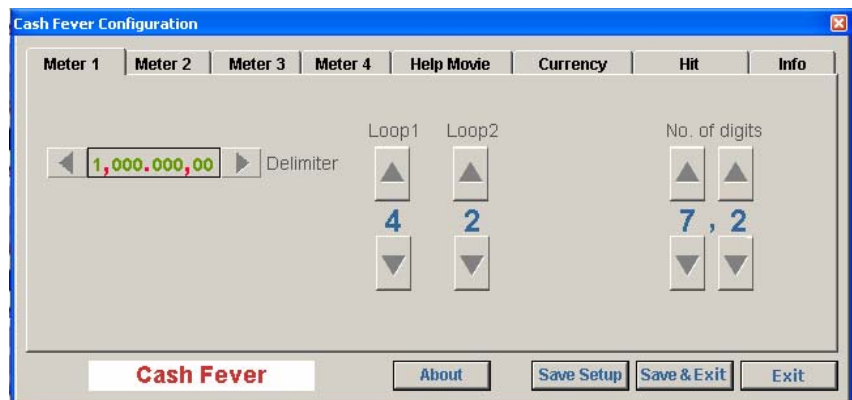 Cash Fever Configuration
Meter 1 Meter 2 Meter 3 Meter 4 Help Movie Currency Hit Info
Loop1 Loop2 No. of digits
1,000.000,00 Delimiter
4 2 7 , 2
Cash Fever About Save Setup Save & Exit Exit